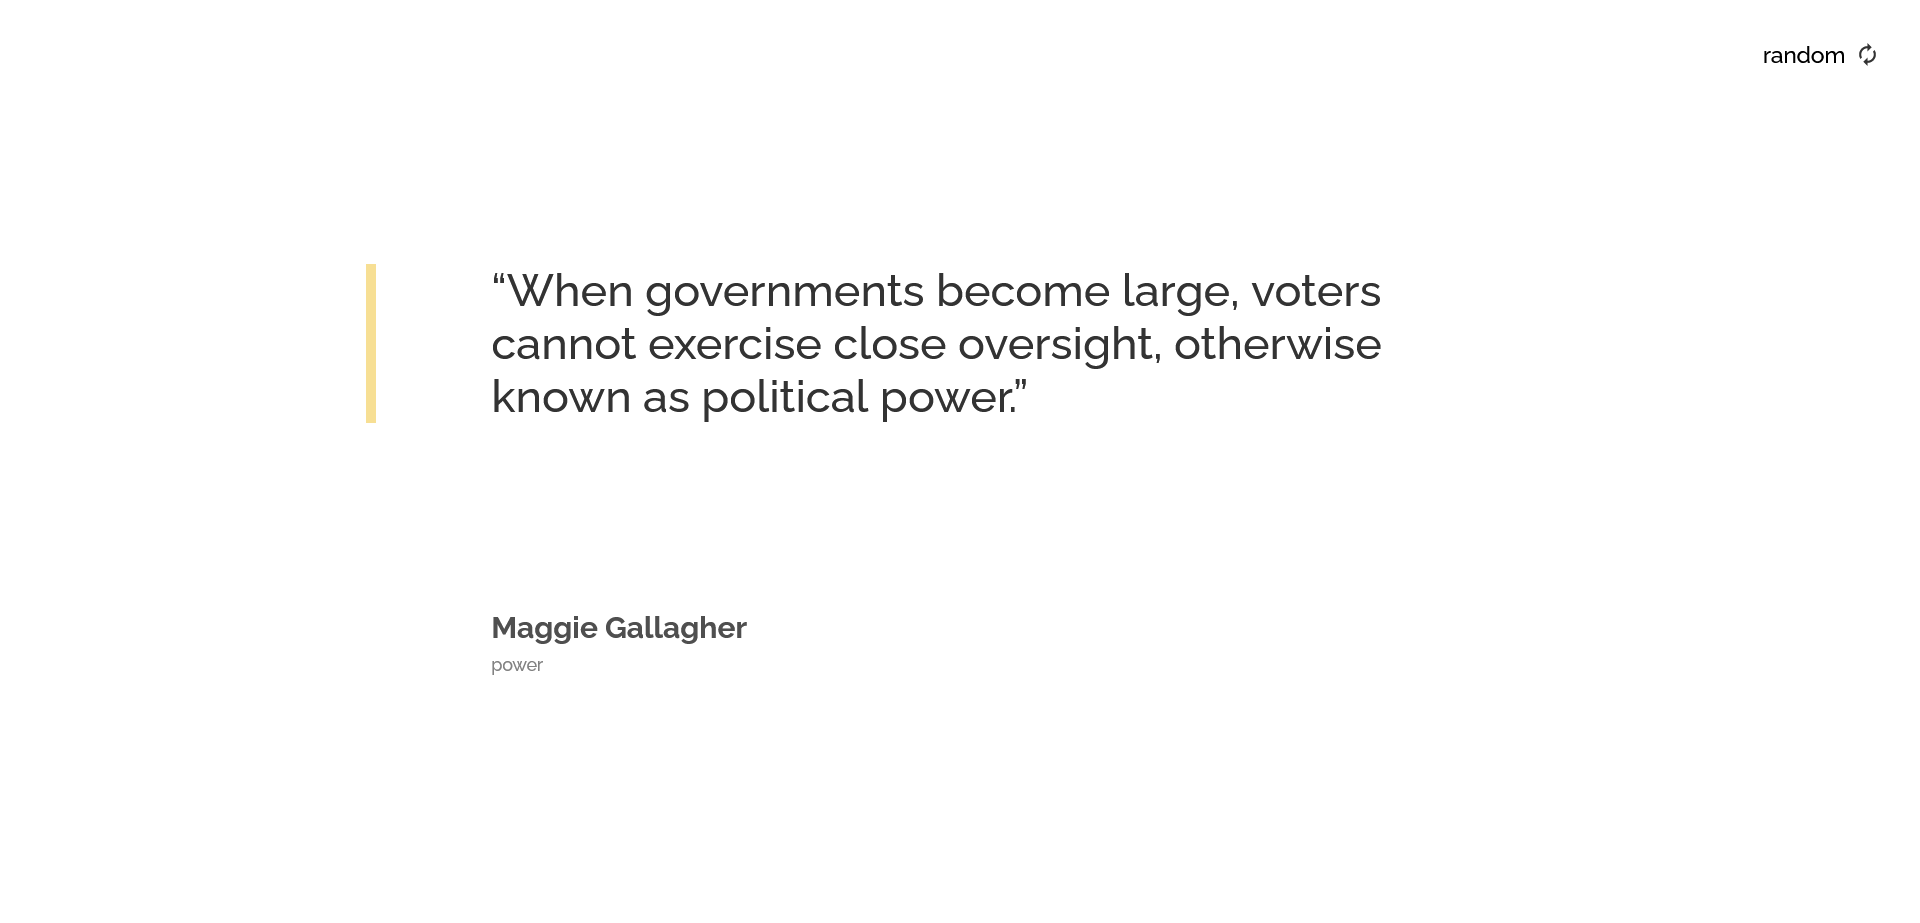 random
“When governments become large, voters
cannot exercise close oversight, otherwise
known as political power.”
Maggie Gallagher
power